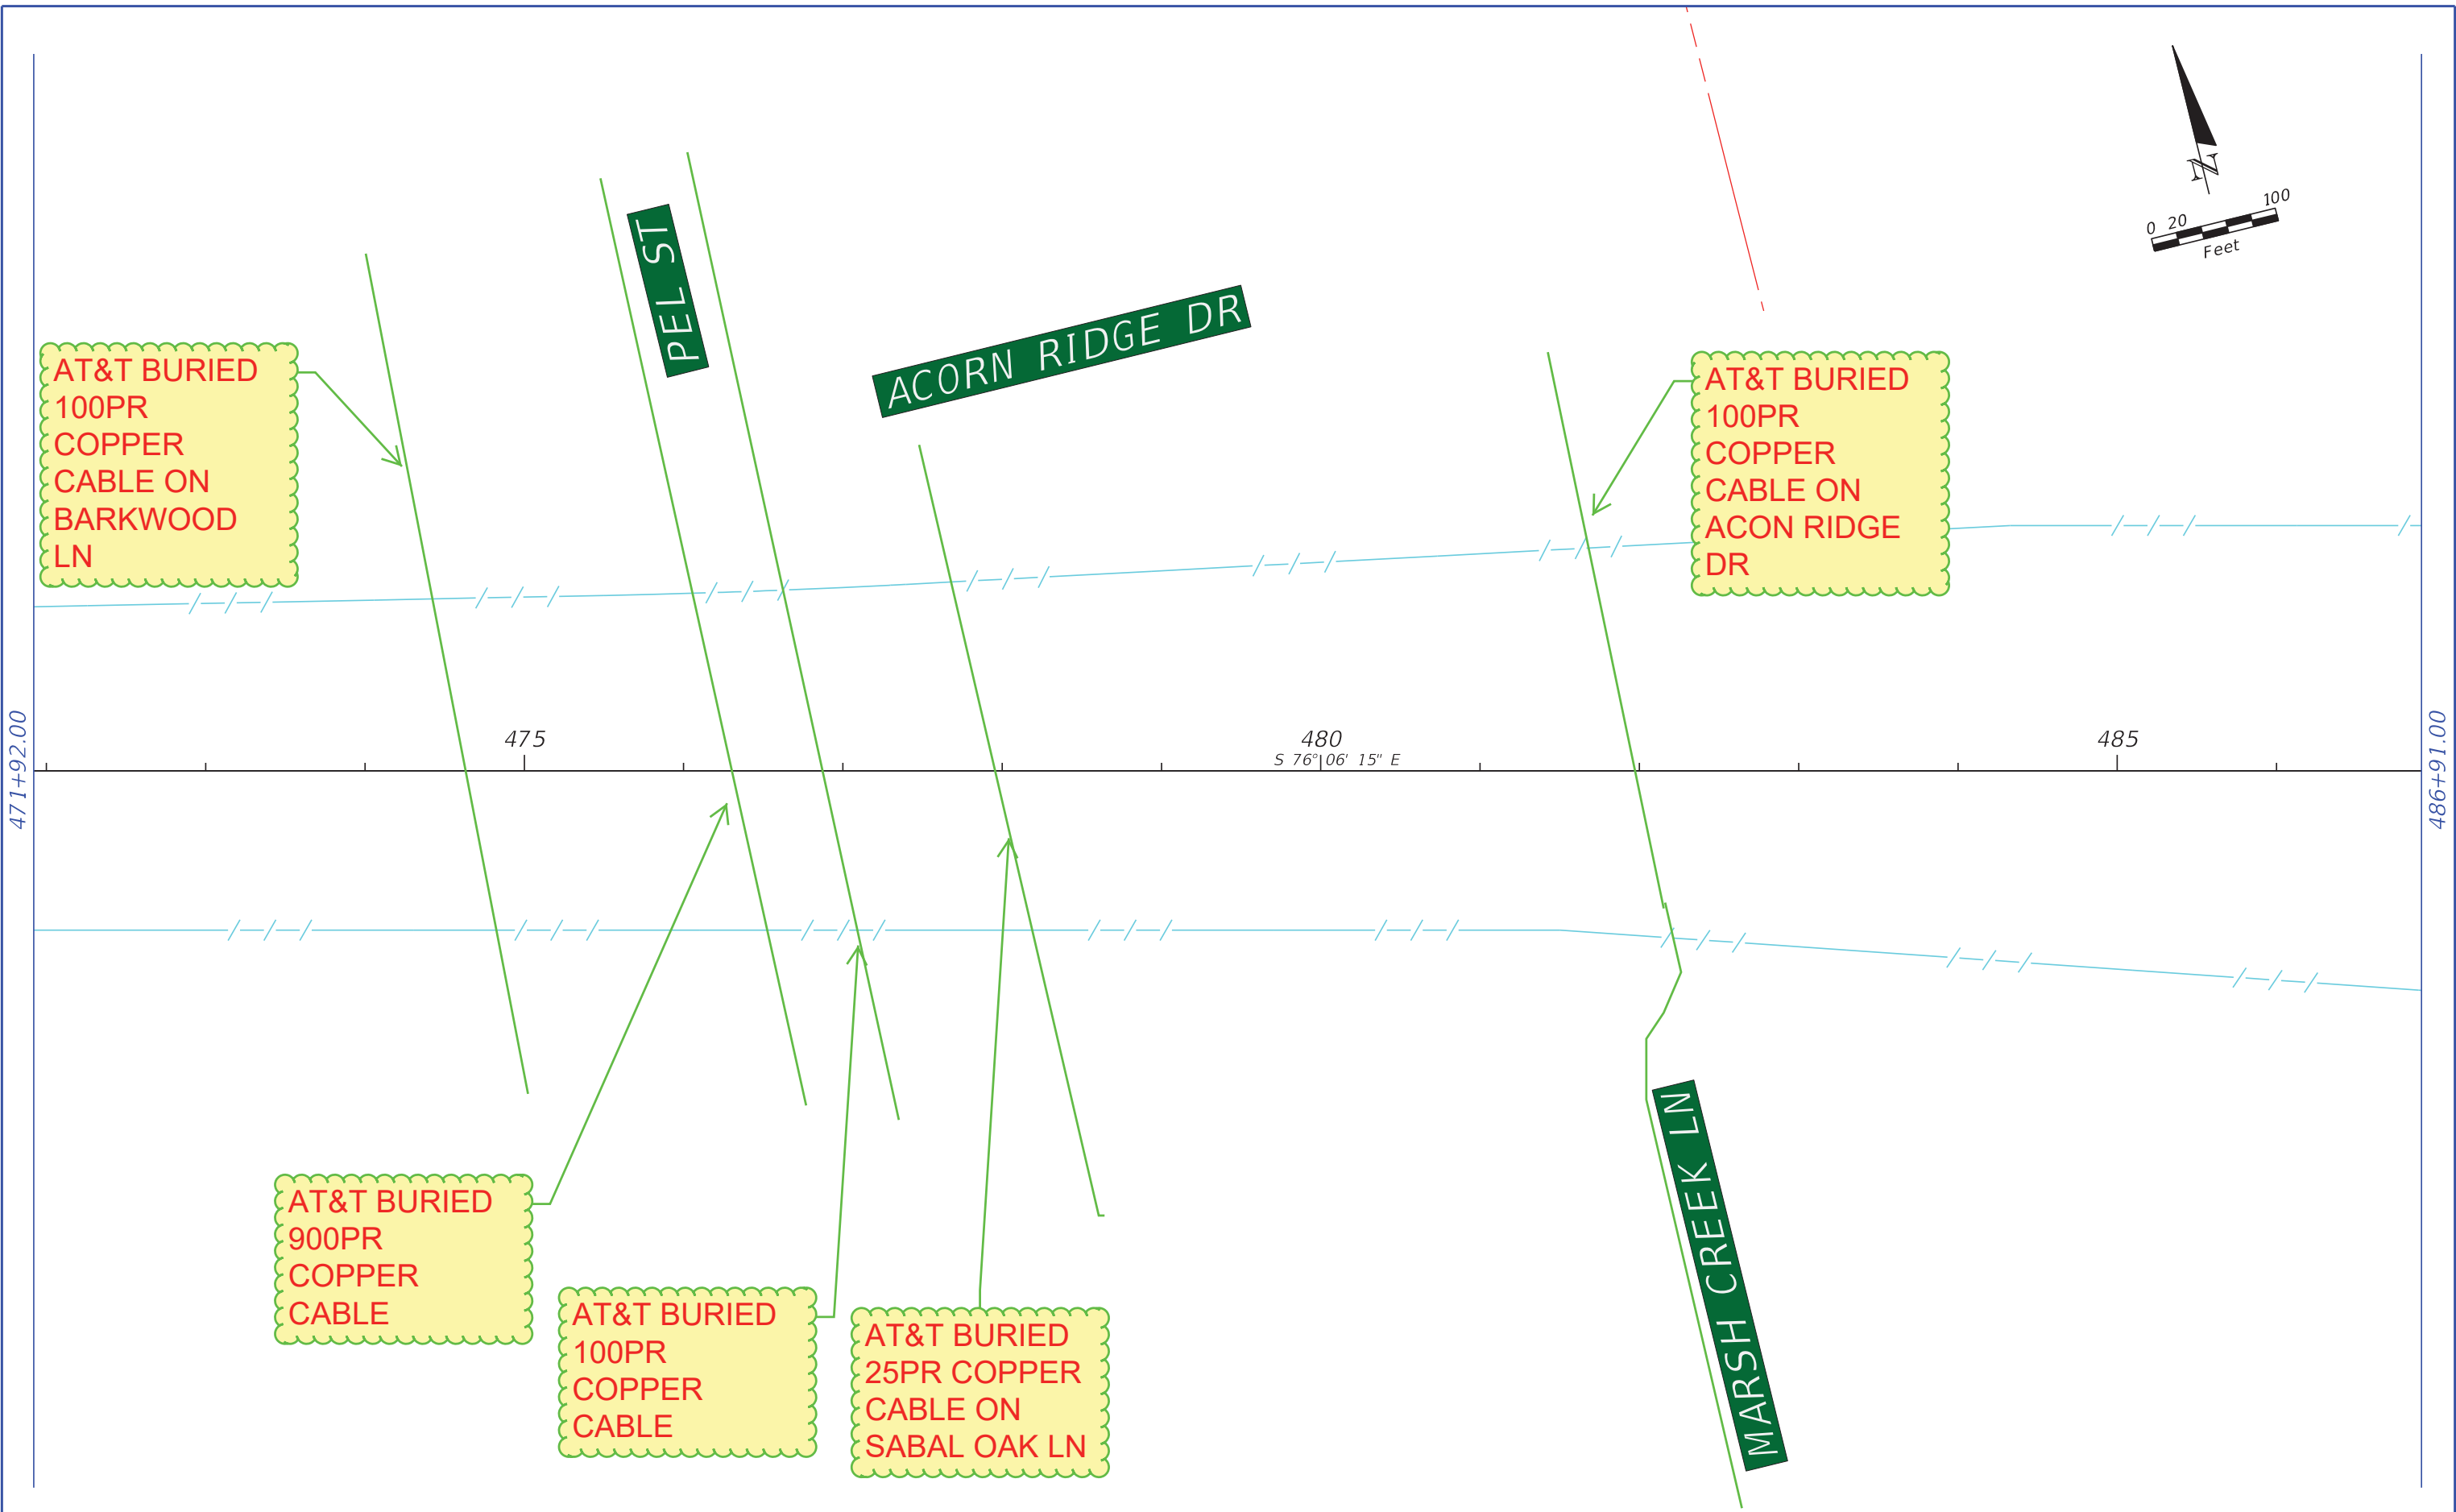 PEL ST
ACORN RIDGE DR
N
0 20 100
Feet
AT&T BURIED
100PR
COPPER
CABLE ON
BARKWOOD
LN
AT&T BURIED
100PR
COPPER
CABLE ON
ACON RIDGE
DR
471+92.00
475
480
485
S 76° 06' 15" E
486+91.00
MARSH CREEK LN
AT&T BURIED
900PR
COPPER
CABLE
AT&T BURIED
100PR
COPPER
CABLE
AT&T BURIED
25PR COPPER
CABLE ON
SABAL OAK LN